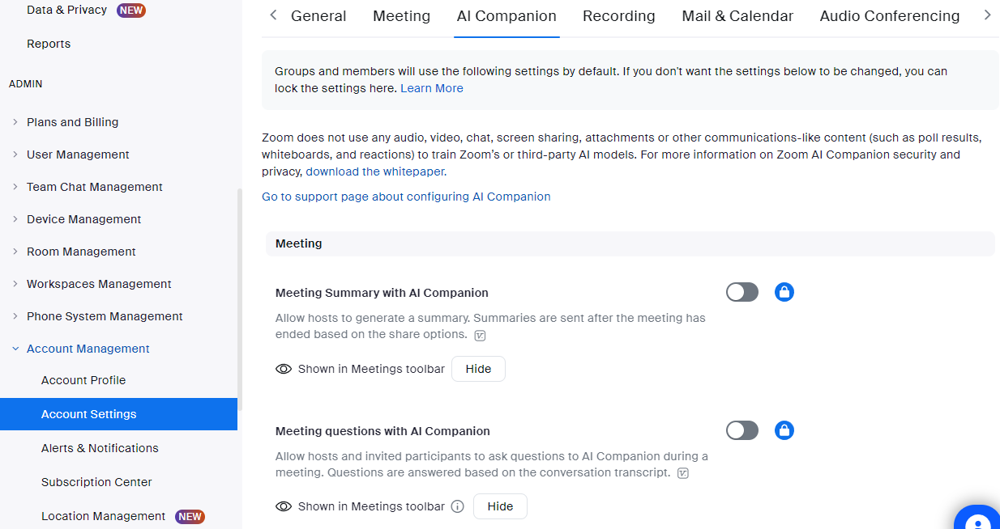 Data & Privacy NEW
Reports
ADMIN
Plans and Billing
User Management
Team Chat Management
Device Management
Room Management
Workspaces Management
Phone System Management
Account Management
Account Profile
Account Settings
Alerts & Notifications
Subscription Center
Location Management NEW
General Meeting AI Companion Recording Mail & Calendar Audio Conferencing
Groups and members will use the following settings by default. If you don't want the settings below to be changed, you can
lock the settings here. Learn More
Zoom does not use any audio, video, chat, screen sharing, attachments or other communications-like content (such as poll results,
whiteboards, and reactions) to train Zoom's or third-party AI models. For more information on Zoom AI Companion security and
privacy, download the whitepaper.
Go to support page about configuring AI Companion
Meeting
Meeting Summary with AI Companion
Allow hosts to generate a summary. Summaries are sent after the meeting has
ended based on the share options.
Shown in Meetings toolbar Hide
Meeting questions with AI Companion
Allow hosts and invited participants to ask questions to AI Companion during a
meeting. Questions are answered based on the conversation transcript.
Shown in Meetings toolbar Hide